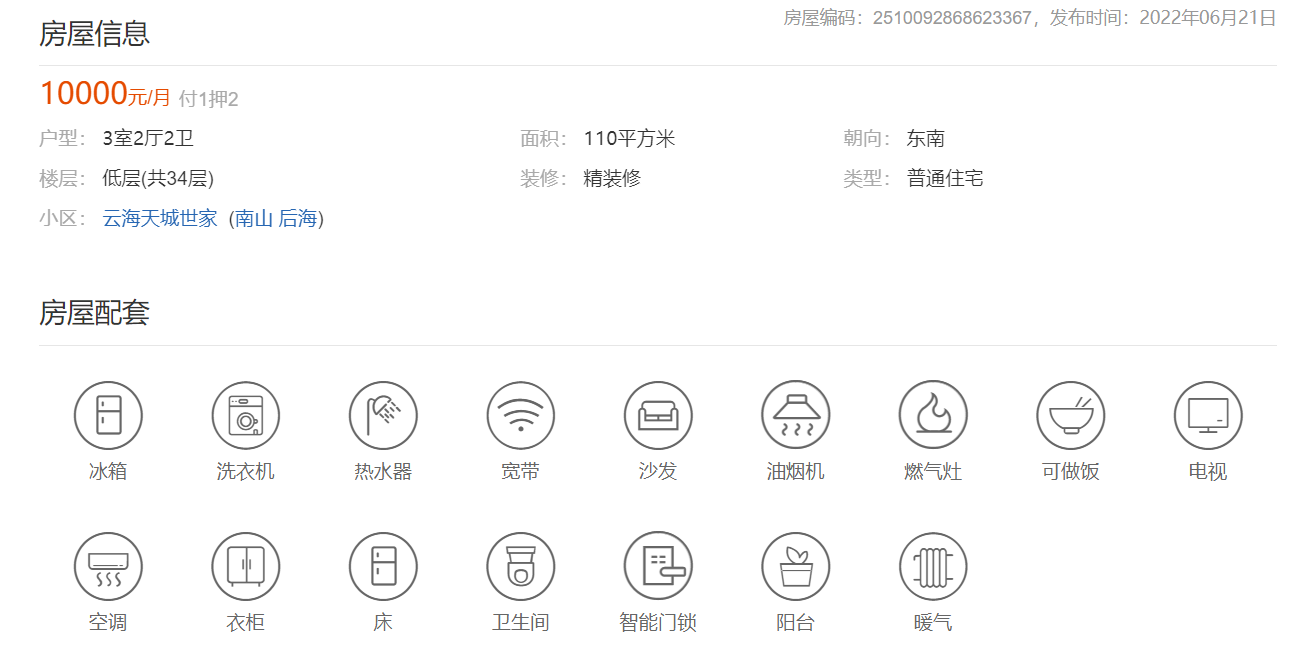 房屋编码：2510092868623367，发布时间：2022年06月21日
房屋信息
10000元/月 付1押2
户型： 3室2厅2卫 面积： 110平方米 朝向： 东南
楼层： 低层(共34层) 装修： 精装修 类型： 普通住宅
小区： 云海天城世家 (南山 后海)
房屋配套
冰箱 洗衣机 热水器 宽带 沙发 油烟机 燃气灶 可做饭 电视
空调 衣柜 床 卫生间 智能门锁 阳台 暖气